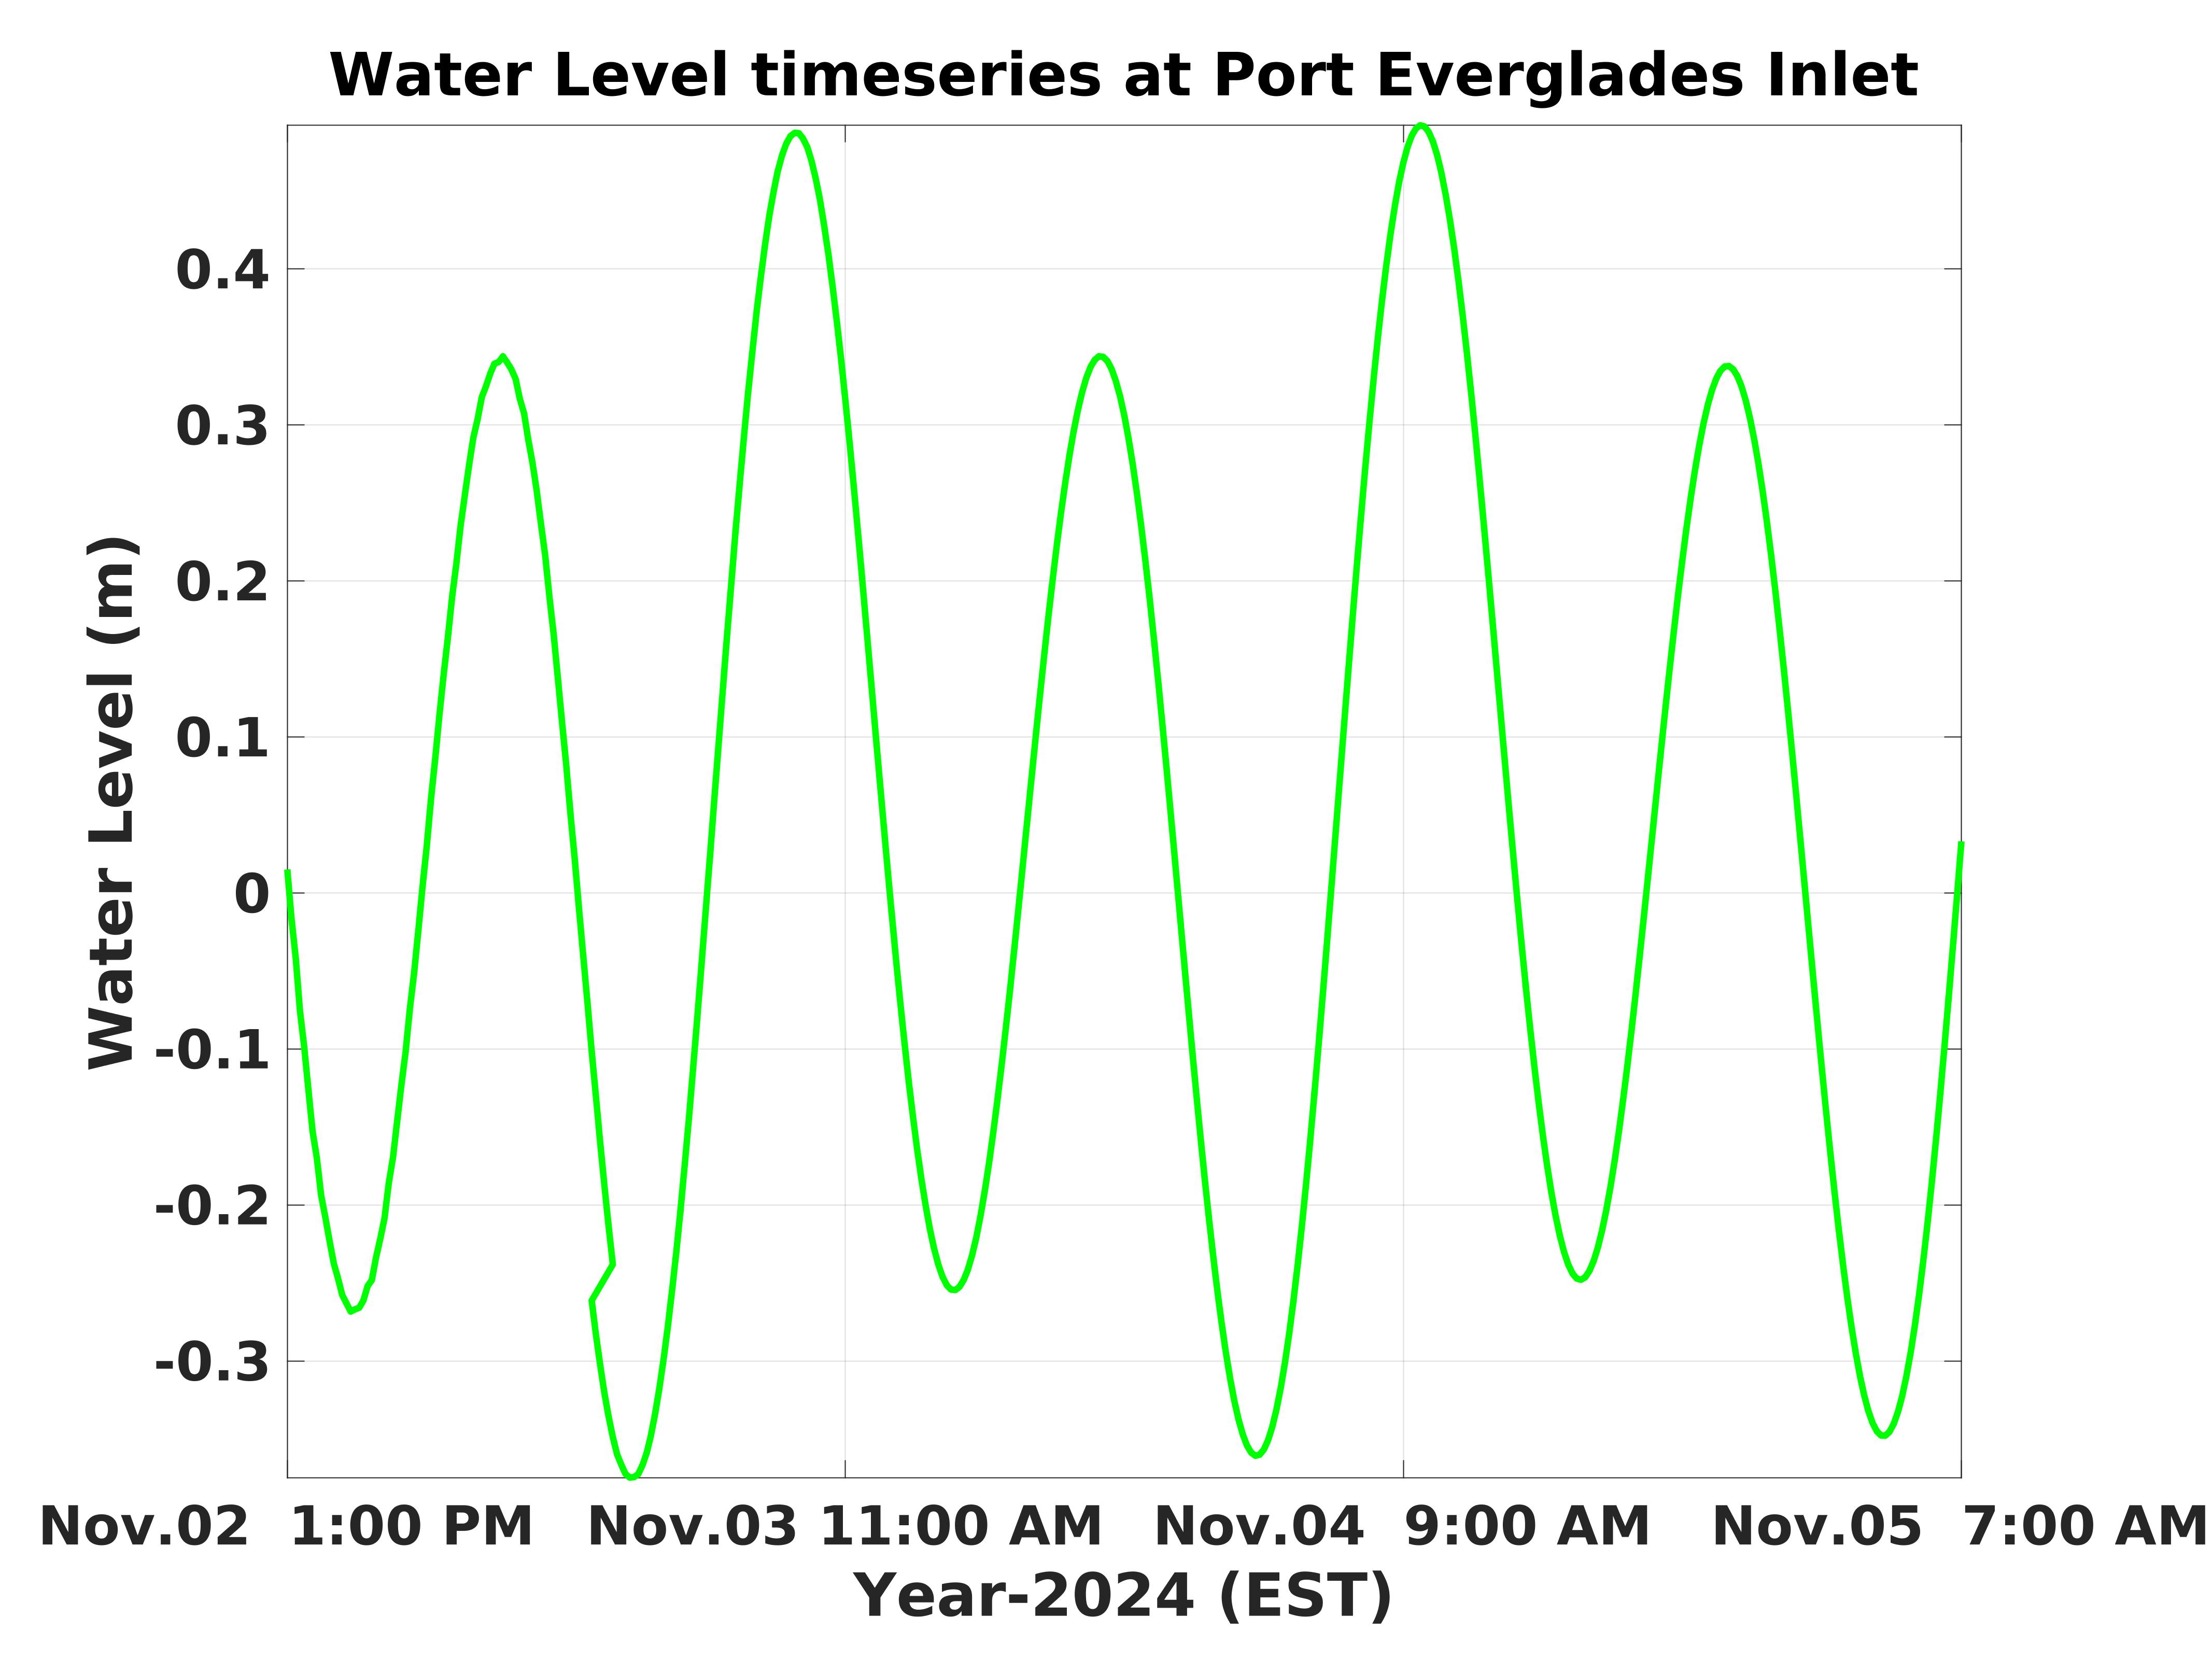 Water Level timeseries at Port Everglades Inlet
0.4
0.3
0.2
0.1
0
-0.1
-0.2
-0.3
Water Level (m)
Nov.02 1:00 PM
Nov.03 11:00 AM
Nov.04 9:00 AM
Nov.05 7:00 AM
Year-2024 (EST)